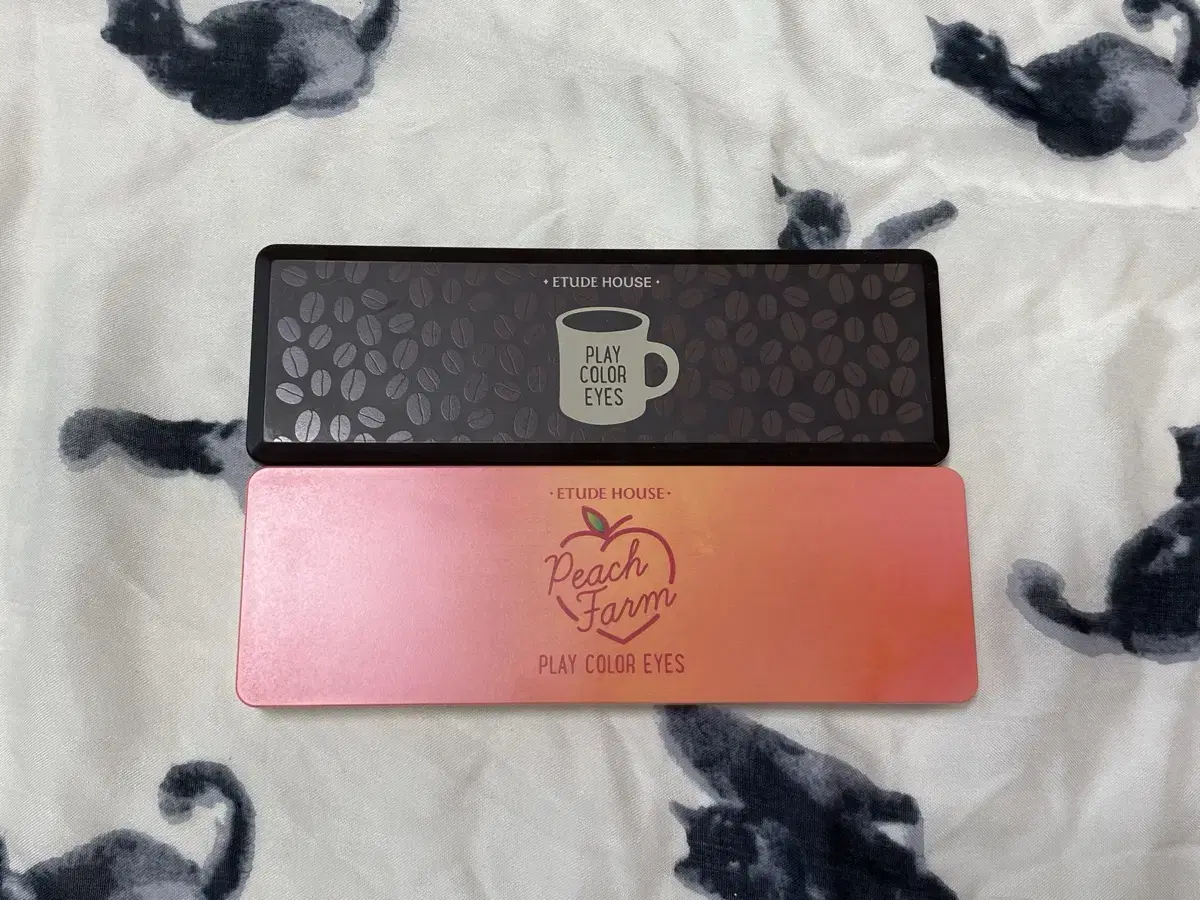 • ETUDE HOUSE •
PLAY
COLOR
EYES
• ETUDE HOUSE •
Peach
Farm
PLAY COLOR EYES